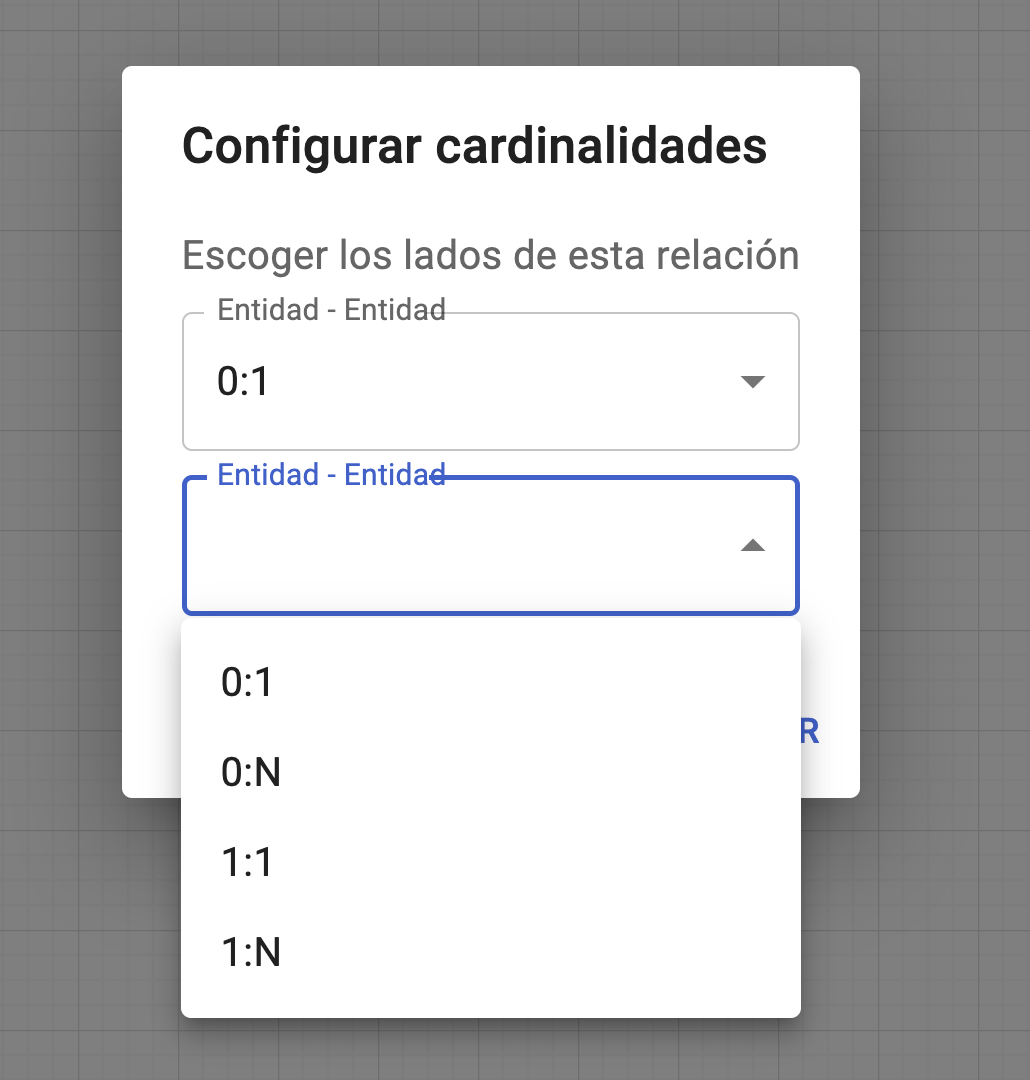 Configurar cardinalidades
Escoger los lados de esta relación
Entidad - Entidad
0:1
Entidad - Entidad
0:1
0:N
1:1
1:N
R